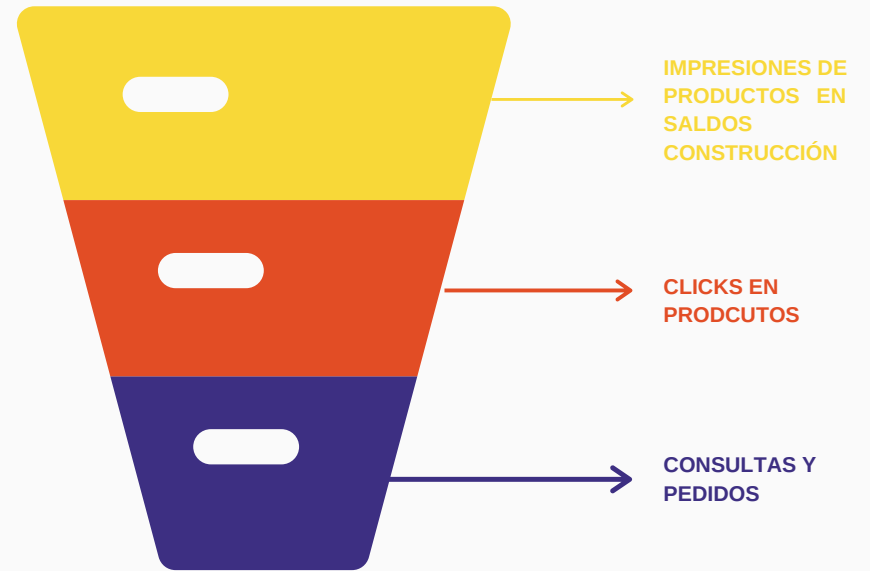 IMPRESIONES DE
PRODUCTOS EN
SALDOS
CONSTRUCCIÓN
CLICKS EN
PRODCUTOS
CONSULTAS Y
PEDIDOS